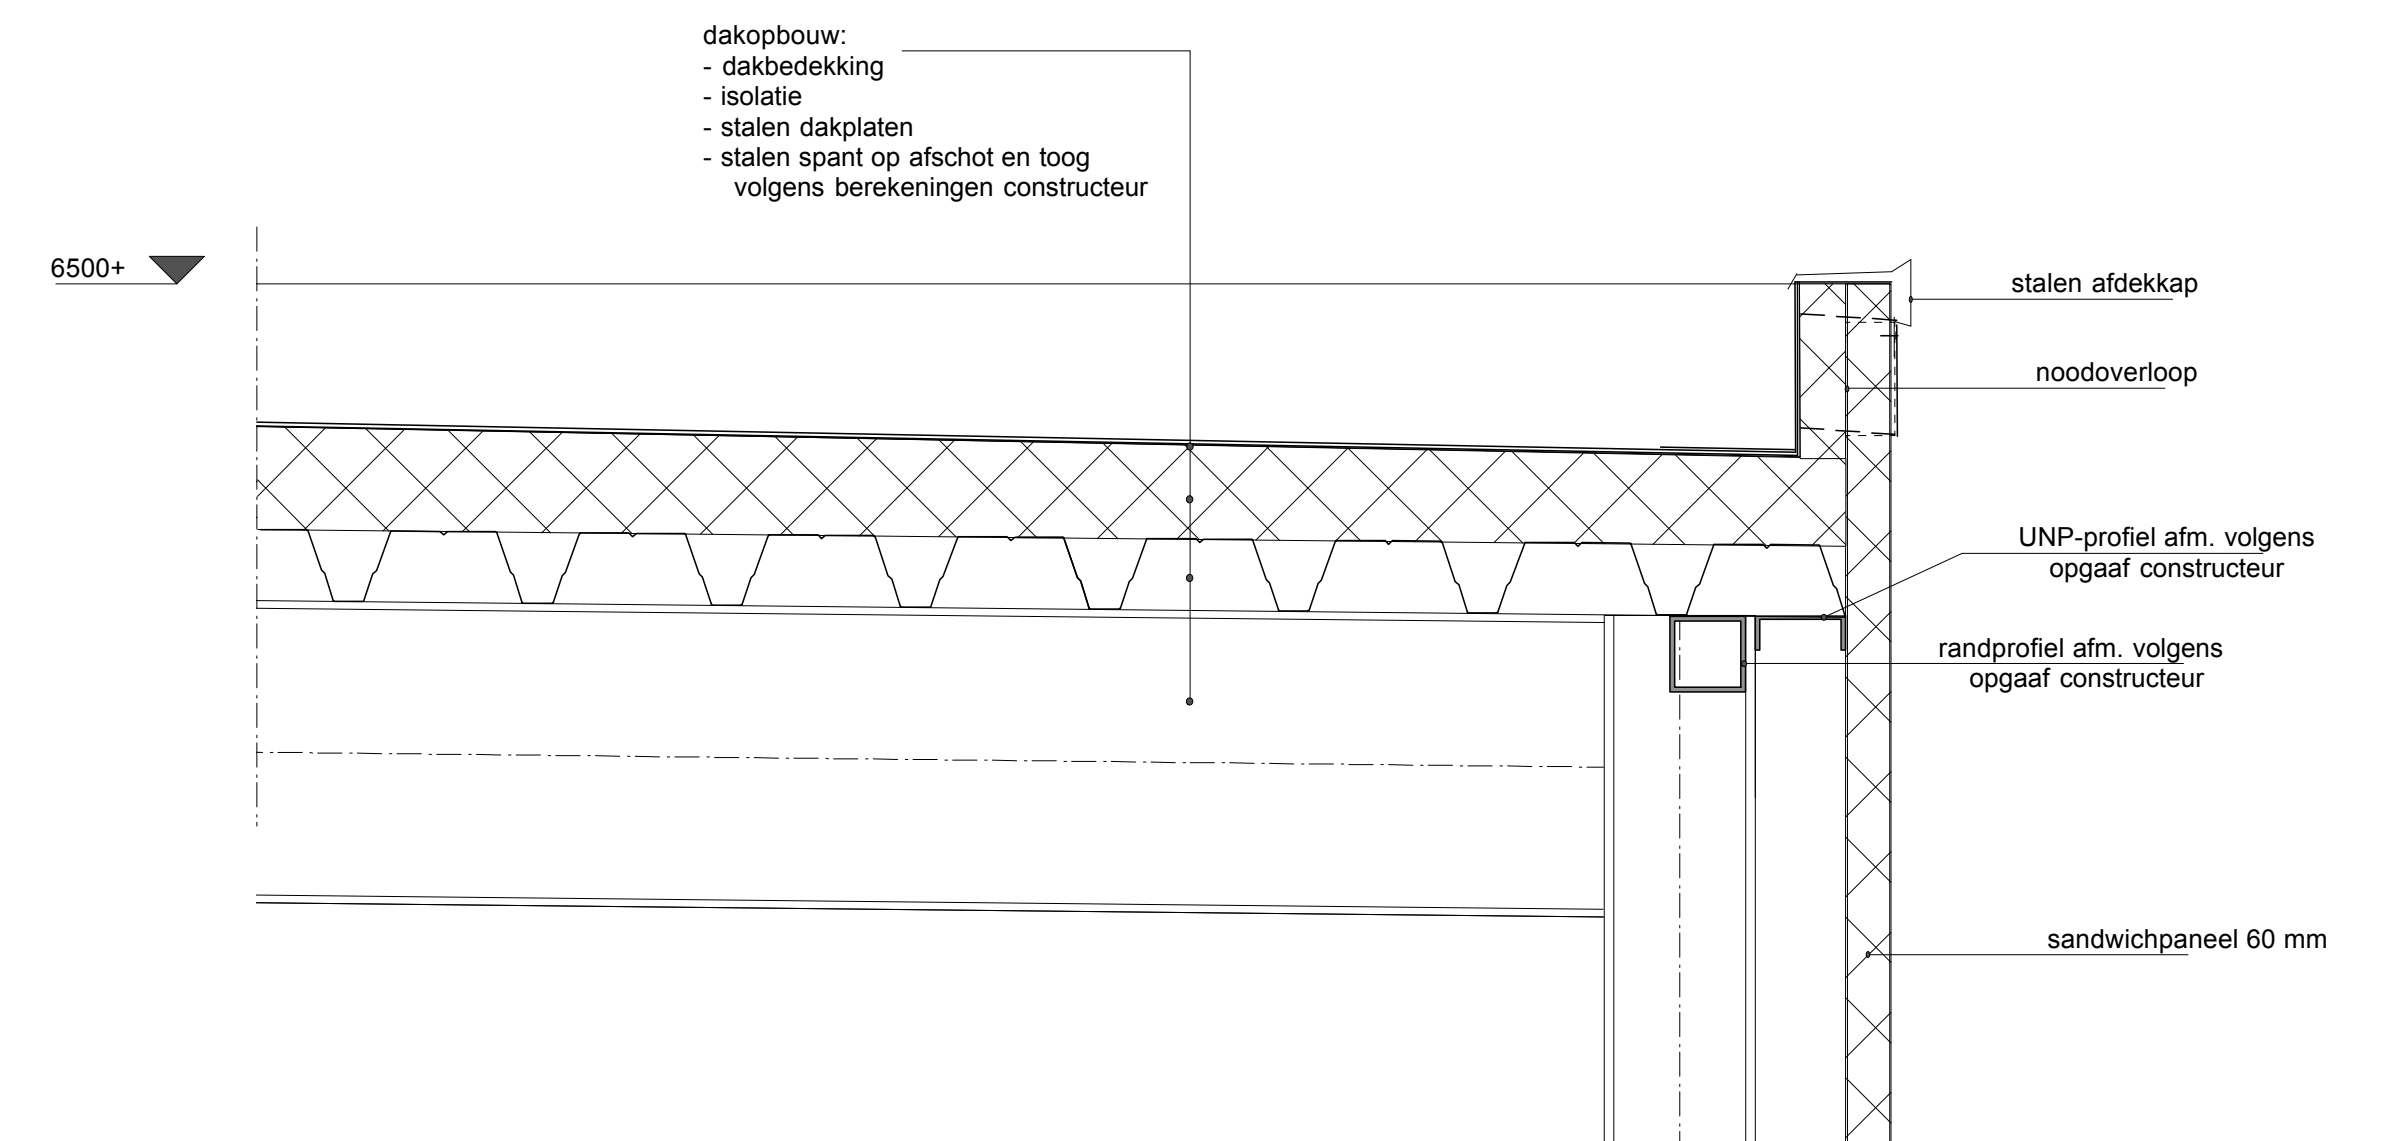 dakopbouw:
- dakbedekking
- isolatie
- stalen dakplaten
- stalen spant op afschot en toog
volgens berekeningen constructeur
6500+
stalen afdekkap
noodoverloop
UNP-profiel afm. volgens
opgaaf constructeur
randprofiel afm. volgens
opgaaf constructeur
sandwichpaneel 60 mm